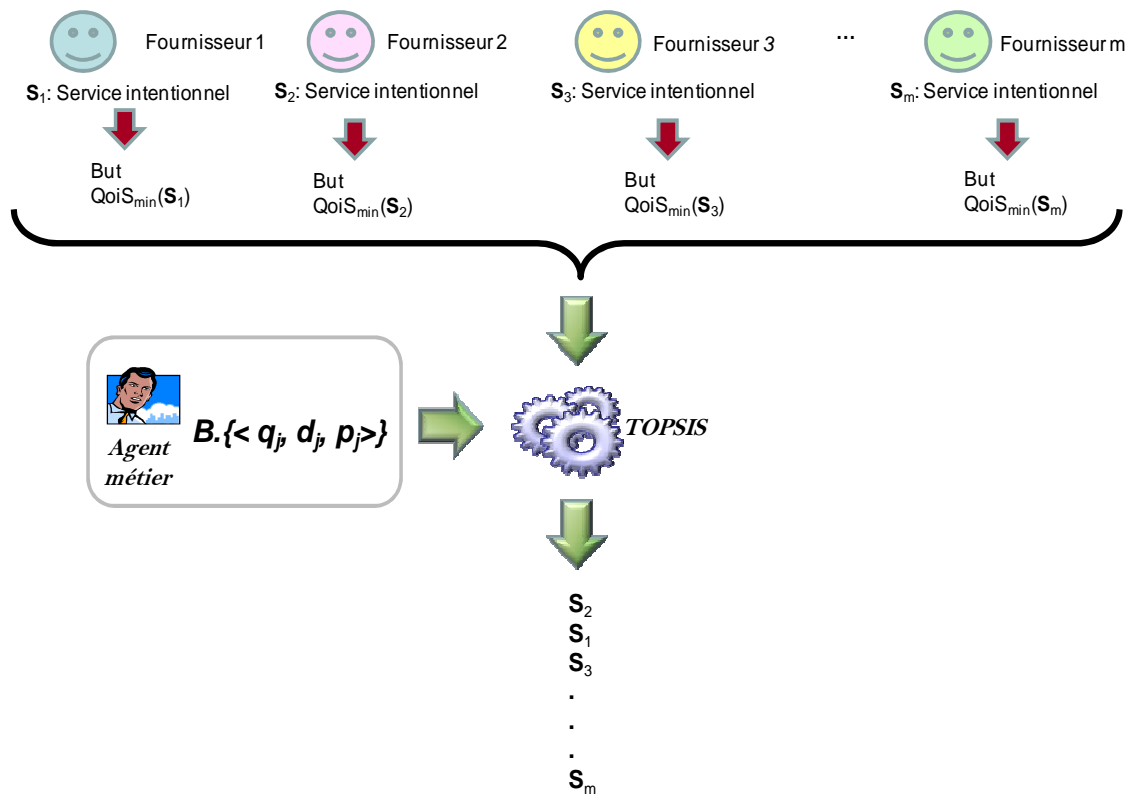 Fournisseur 1 Fournisseur 2 Fournisseur 3 ... Fournisseur m
S1: Service intentionnel S2: Service intentionnel S3: Service intentionnel Sm: Service intentionnel
But But But But
QoiSmin(S1) QoiSmin(S2) QoiSmin(S3) QoiSmin(Sm)
B.{< qj, dj, pj>}
Agent
métier
TOPSIS
S2
S1
S3
.
.
.
Sm